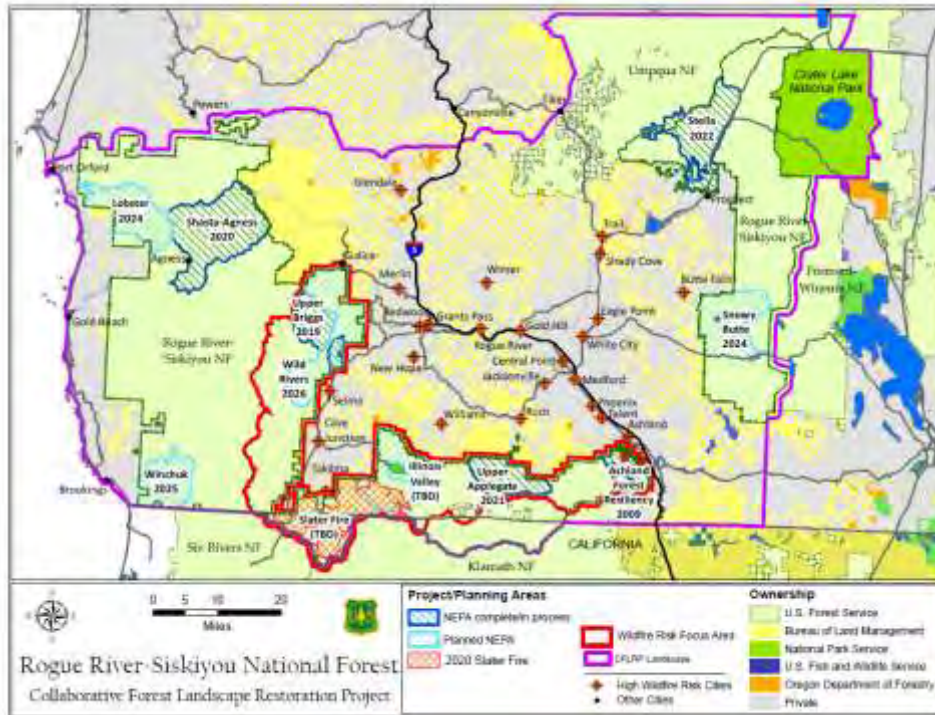 Umpqua NF
Crater Lake
National Park
Powers
Canyonville
Tiller
Stella
2022
Port Orford
Glendale
Prospect
Lobster
2024
Shasta-Agness
2020
Rogue River-
Siskiyou NF
Trail
Agness
Galice
Shady Cove
Fremont-
Winema NF
5
Merlin
Wimer
Butte Falls
Upper
Briggs
2019
Gold Beach
Redwood
Grants Pass
Gold Hill
Eagle Point
Snowy
Butte
2024
Rogue River-
Siskiyou NF
Rogue River
White City
Wild
Rivers
2026
New Hope
Central Point
Jacksonville
Medford
Selma
Phoenix
Talent
Williams
Ruch
Ashland
Cave
Junction
Takilma
Illinois
Valley
(TBD)
Upper
Applegate
2021
Ashland
Forest
Resiliency
2009
Winchuk
2025
Brookings
Slater Fire
(TBD)
Six Rivers NF
Klamath NF
CALIFORNIA
0 5 10 20
Miles
Rogue River-Siskiyou National Forest
Collaborative Forest Landscape Restoration Project
Project/Planning Areas
NEPA complete/in process
Planned NEPA
2020 Slater Fire
Wildfire Risk Focus Area
CFLRP Landscape
High Wildfire Risk Cities
Other Cities
Ownership
U.S. Forest Service
Bureau of Land Management
National Park Service
U.S. Fish and Wildlife Service
Oregon Department of Forestry
Private